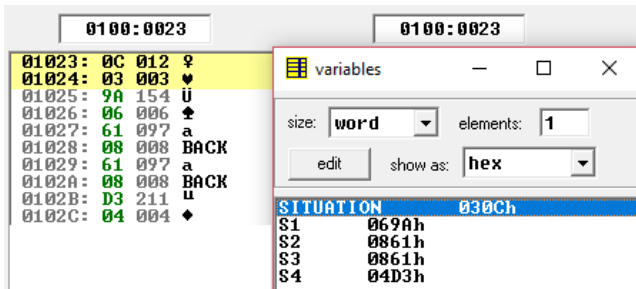 0100:0023 0100:0023
01023: 0C 012 ♀
01024: 03 003 ♥
01025: 9A 154 Ü
01026: 06 006 ♠
01027: 61 097 a
01028: 08 008 BACK
01029: 61 097 a
0102A: 08 008 BACK
0102B: D3 211 ╙
0102C: 04 004 ♦
variables
size: word elements: 1
edit show as: hex
SITUATION 030Ch
S1 069Ah
S2 0861h
S3 0861h
S4 04D3h